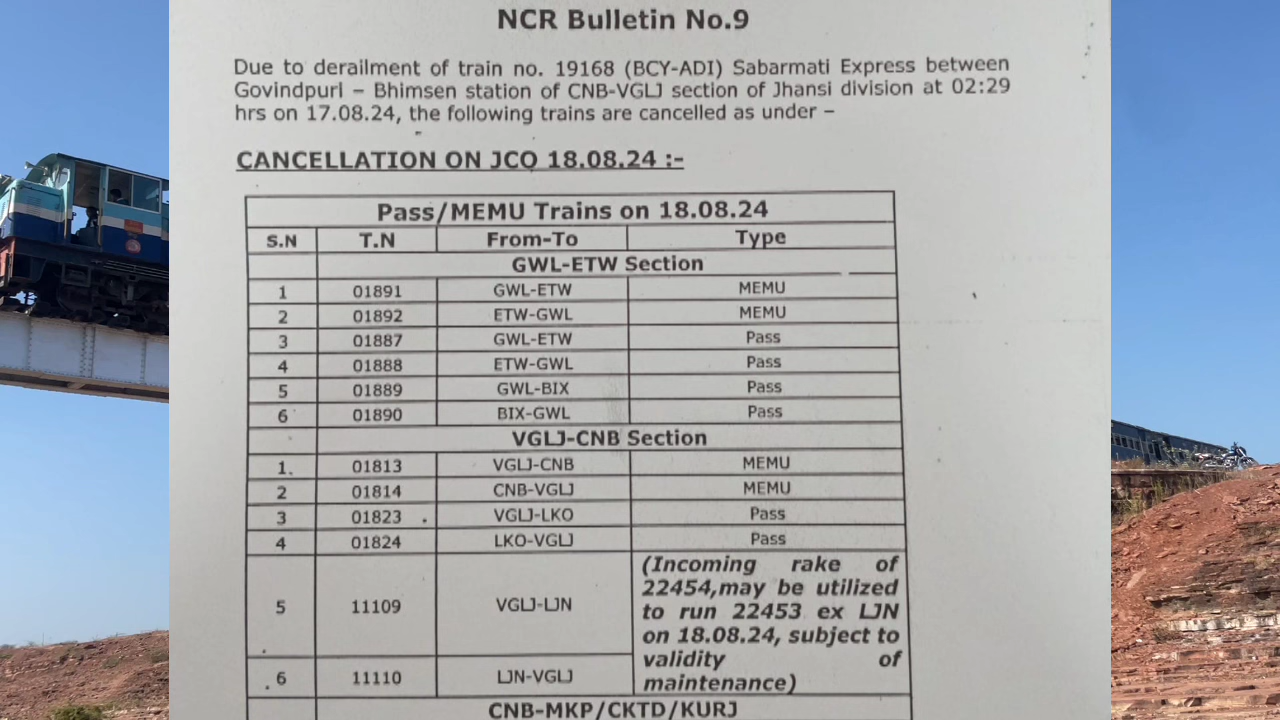 NCR Bulletin No.9
Due to derailment of train no. 19168 (BCY-ADI) Sabarmati Express between
Govindpuri – Bhimsen station of CNB-VGLJ section of Jhansi division at 02:29
hrs on 17.08.24, the following trains are cancelled as under –
CANCELLATION ON JCO 18.08.24 :-
Pass/MEMU Trains on 18.08.24
S.N T.N From-To Type
GWL-ETW Section
1 01891 GWL-ETW MEMU
2 01892 ETW-GWL MEMU
3 01887 GWL-ETW Pass
4 01888 ETW-GWL Pass
5 01889 GWL-BIX Pass
6 01890 BIX-GWL Pass
VGLJ-CNB Section
1 01813 VGLJ-CNB MEMU
2 01814 CNB-VGLJ MEMU
3 01823 VGLJ-LKO Pass
4 01824 LKO-VGLJ Pass
5 11109 VGLJ-LJN
(Incoming rake of
22454,may be utilized
to run 22453 ex LJN
on 18.08.24, subject to
validity of
maintenance)
6 11110 LJN-VGLJ
CNB-MKP/CKTD/KURJ